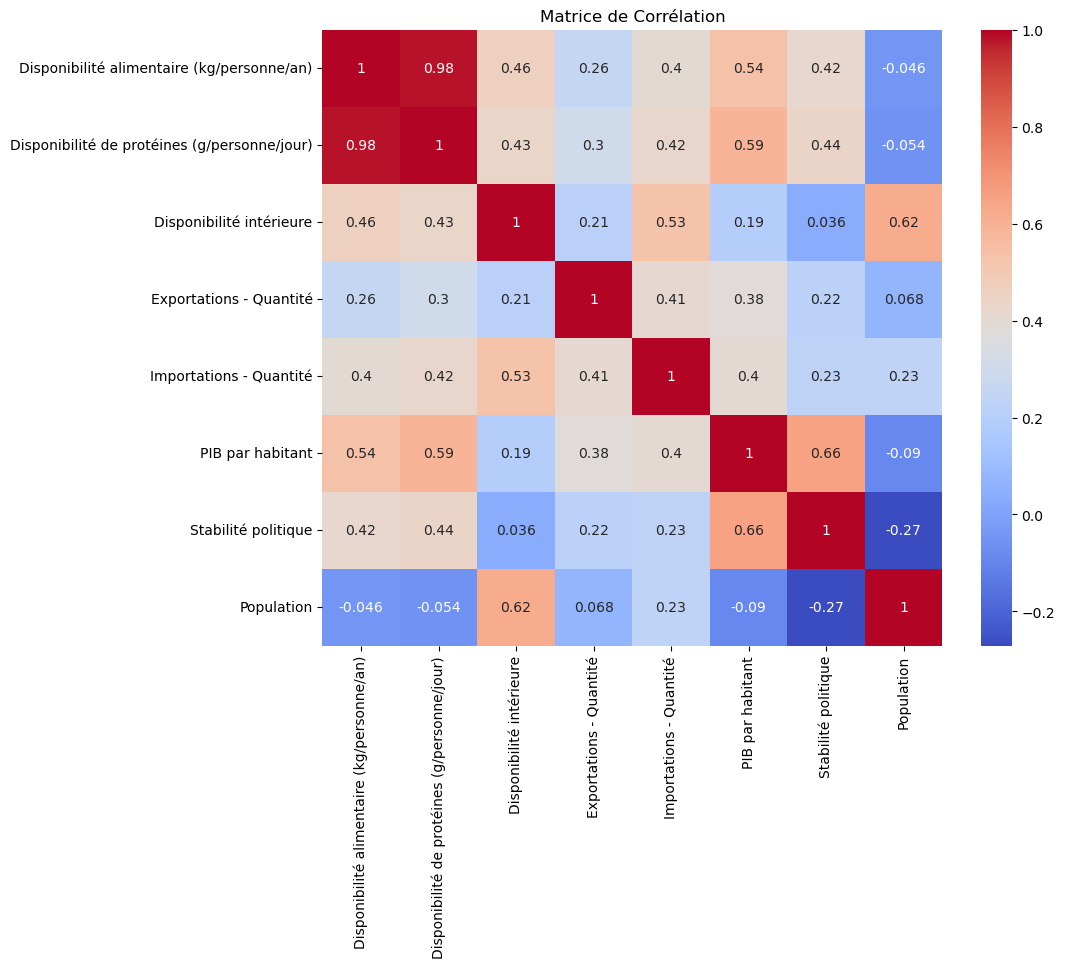 Matrice de Corrélation
Disponibilité alimentaire (kg/personne/an) 1 0.98 0.46 0.26 0.4 0.54 0.42 -0.046
Disponibilité de protéines (g/personne/jour) 0.98 1 0.43 0.3 0.42 0.59 0.44 -0.054
Disponibilité intérieure 0.46 0.43 1 0.21 0.53 0.19 0.036 0.62
Exportations - Quantité 0.26 0.3 0.21 1 0.41 0.38 0.22 0.068
Importations - Quantité 0.4 0.42 0.53 0.41 1 0.4 0.23 0.23
PIB par habitant 0.54 0.59 0.19 0.38 0.4 1 0.66 -0.09
Stabilité politique 0.42 0.44 0.036 0.22 0.23 0.66 1 -0.27
Population -0.046 -0.054 0.62 0.068 0.23 -0.09 -0.27 1
Disponibilité alimentaire (kg/personne/an)
Disponibilité de protéines (g/personne/jour)
Disponibilité intérieure
Exportations - Quantité
Importations - Quantité
PIB par habitant
Stabilité politique
Population
1.0
0.8
0.6
0.4
0.2
0.0
−0.2